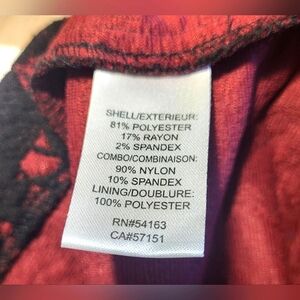 SHELL/EXTERIEUR:
81% POLYESTER
17% RAYON
2% SPANDEX
COMBO/COMBINAISON:
90% NYLON
10% SPANDEX
LINING/DOUBLURE:
100% POLYESTER
RN#54163
CA#57151